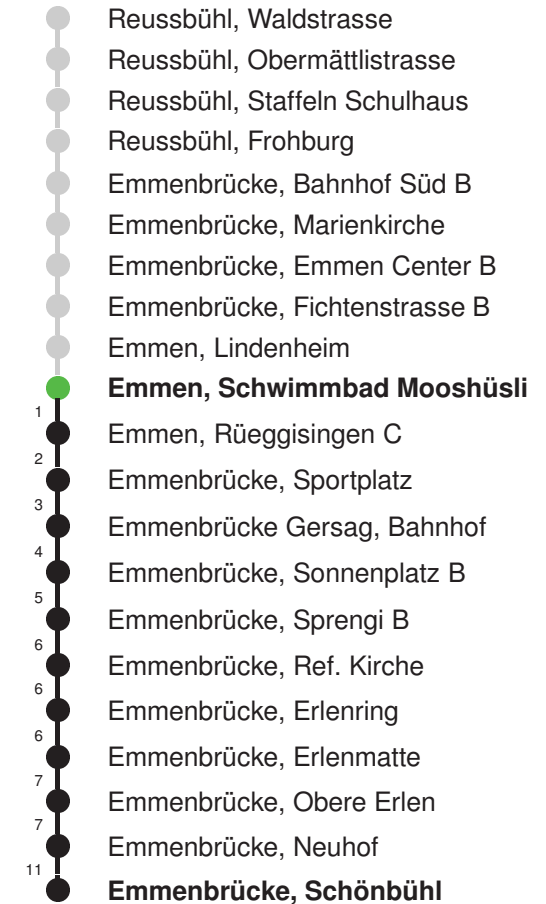 Reussbühl, Waldstrasse
Reussbühl, Obermättlistrasse
Reussbühl, Staffeln Schulhaus
Reussbühl, Frohburg
Emmenbrücke, Bahnhof Süd B
Emmenbrücke, Marienkirche
Emmenbrücke, Emmen Center B
Emmenbrücke, Fichtenstrasse B
Emmen, Lindenheim
Emmen, Schwimmbad Mooshüsli
1 Emmen, Rüeggisingen C
2 Emmenbrücke, Sportplatz
3 Emmenbrücke Gersag, Bahnhof
4 Emmenbrücke, Sonnenplatz B
5 Emmenbrücke, Sprengi B
6 Emmenbrücke, Ref. Kirche
6 Emmenbrücke, Erlenring
6 Emmenbrücke, Erlenmatte
7 Emmenbrücke, Obere Erlen
7 Emmenbrücke, Neuhof
11 Emmenbrücke, Schönbühl